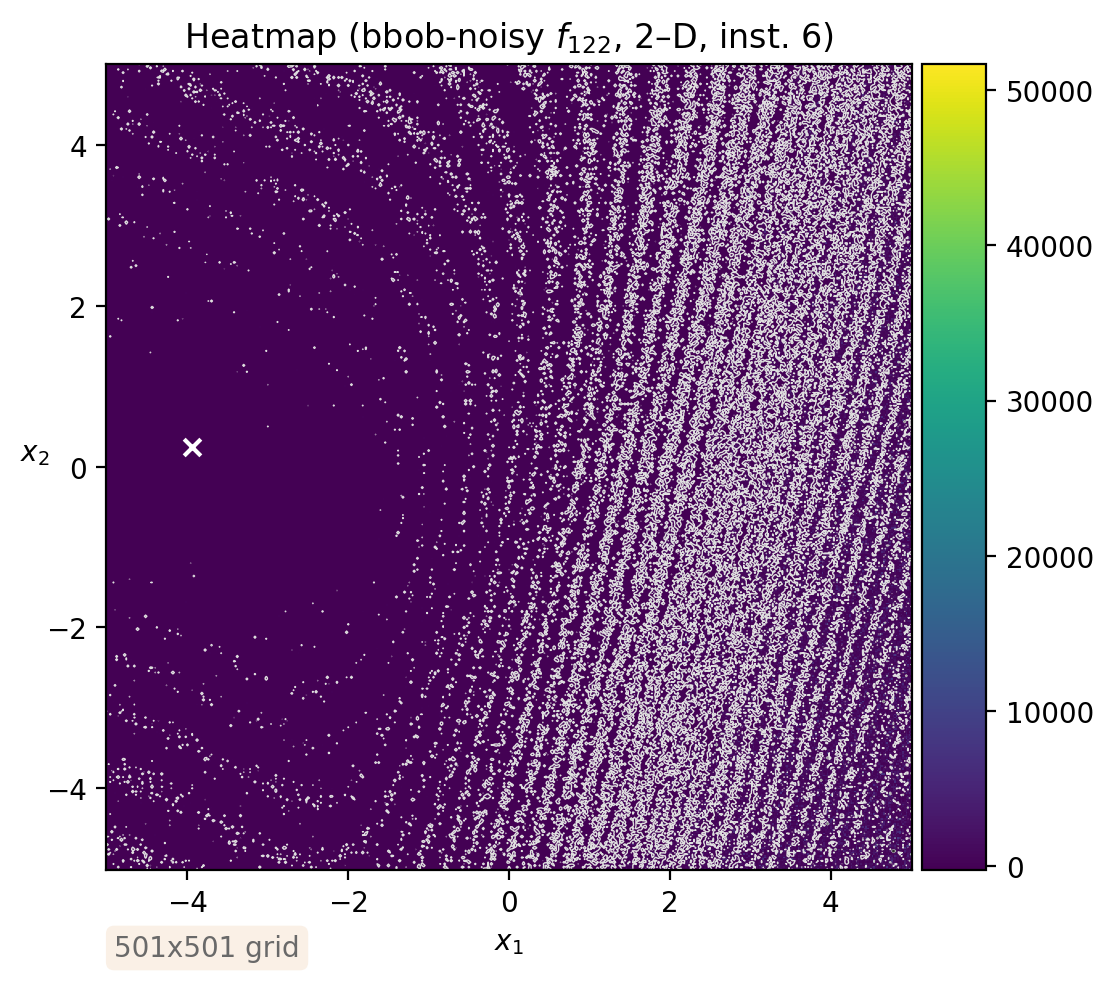 Heatmap (bbob-noisy f₁₂₂, 2–D, inst. 6)
50000
40000
30000
20000
10000
0
4
2
0
−2
−4
x₂
−4 −2 0 2 4
x₁
501x501 grid